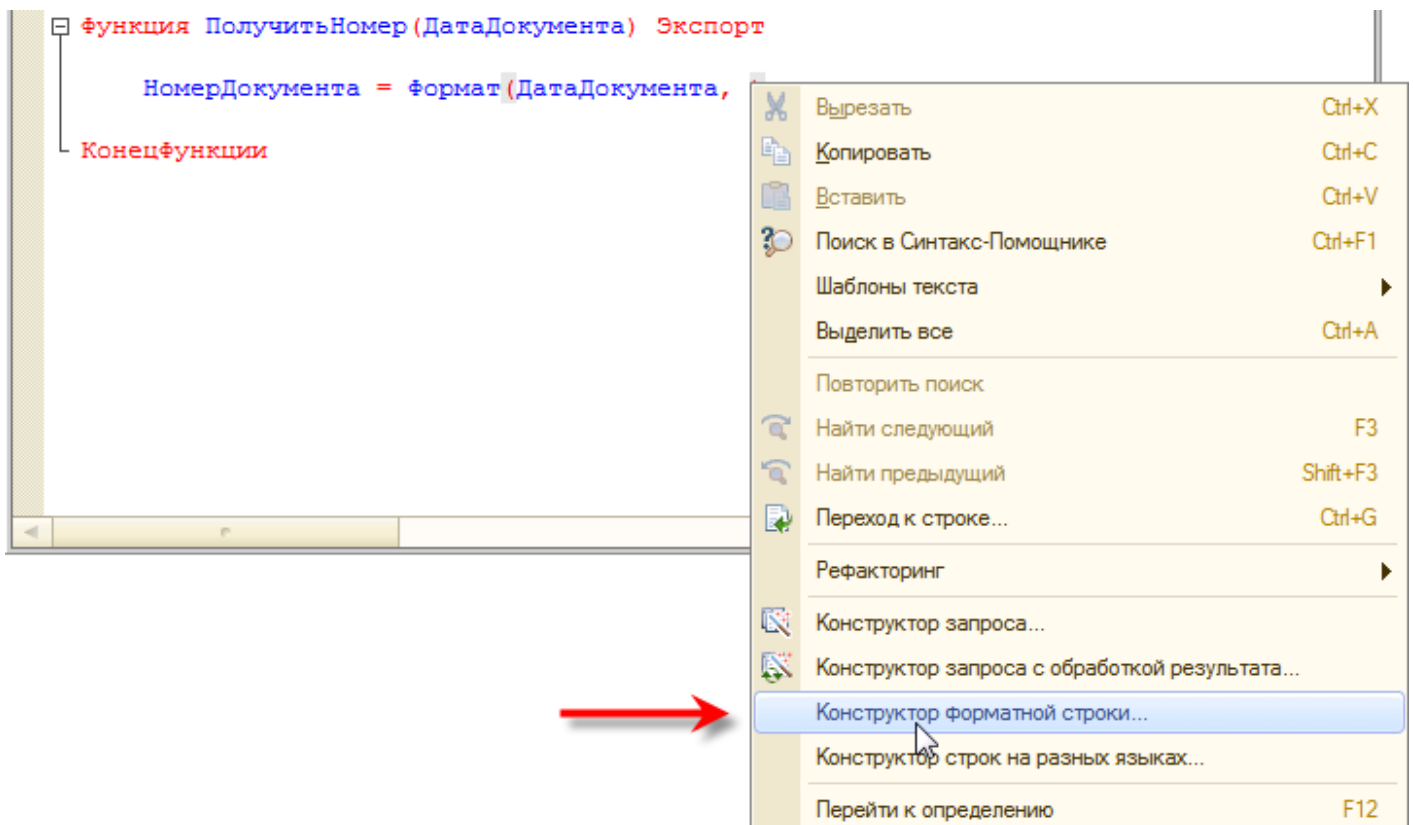 Функция ПолучитьНомер(ДатаДокумента) Экспорт
НомерДокумента = Формат(ДатаДокумента,
КонецФункции
Вырезать Ctrl+X
Копировать Ctrl+C
Вставить Ctrl+V
Поиск в Синтакс-Помощнике Ctrl+F1
Шаблоны текста
Выделить все Ctrl+A
Повторить поиск
Найти следующий F3
Найти предыдущий Shift+F3
Переход к строке... Ctrl+G
Рефакторинг
Конструктор запроса...
Конструктор запроса с обработкой результата...
Конструктор форматной строки...
Конструктор строк на разных языках...
Перейти к определению F12